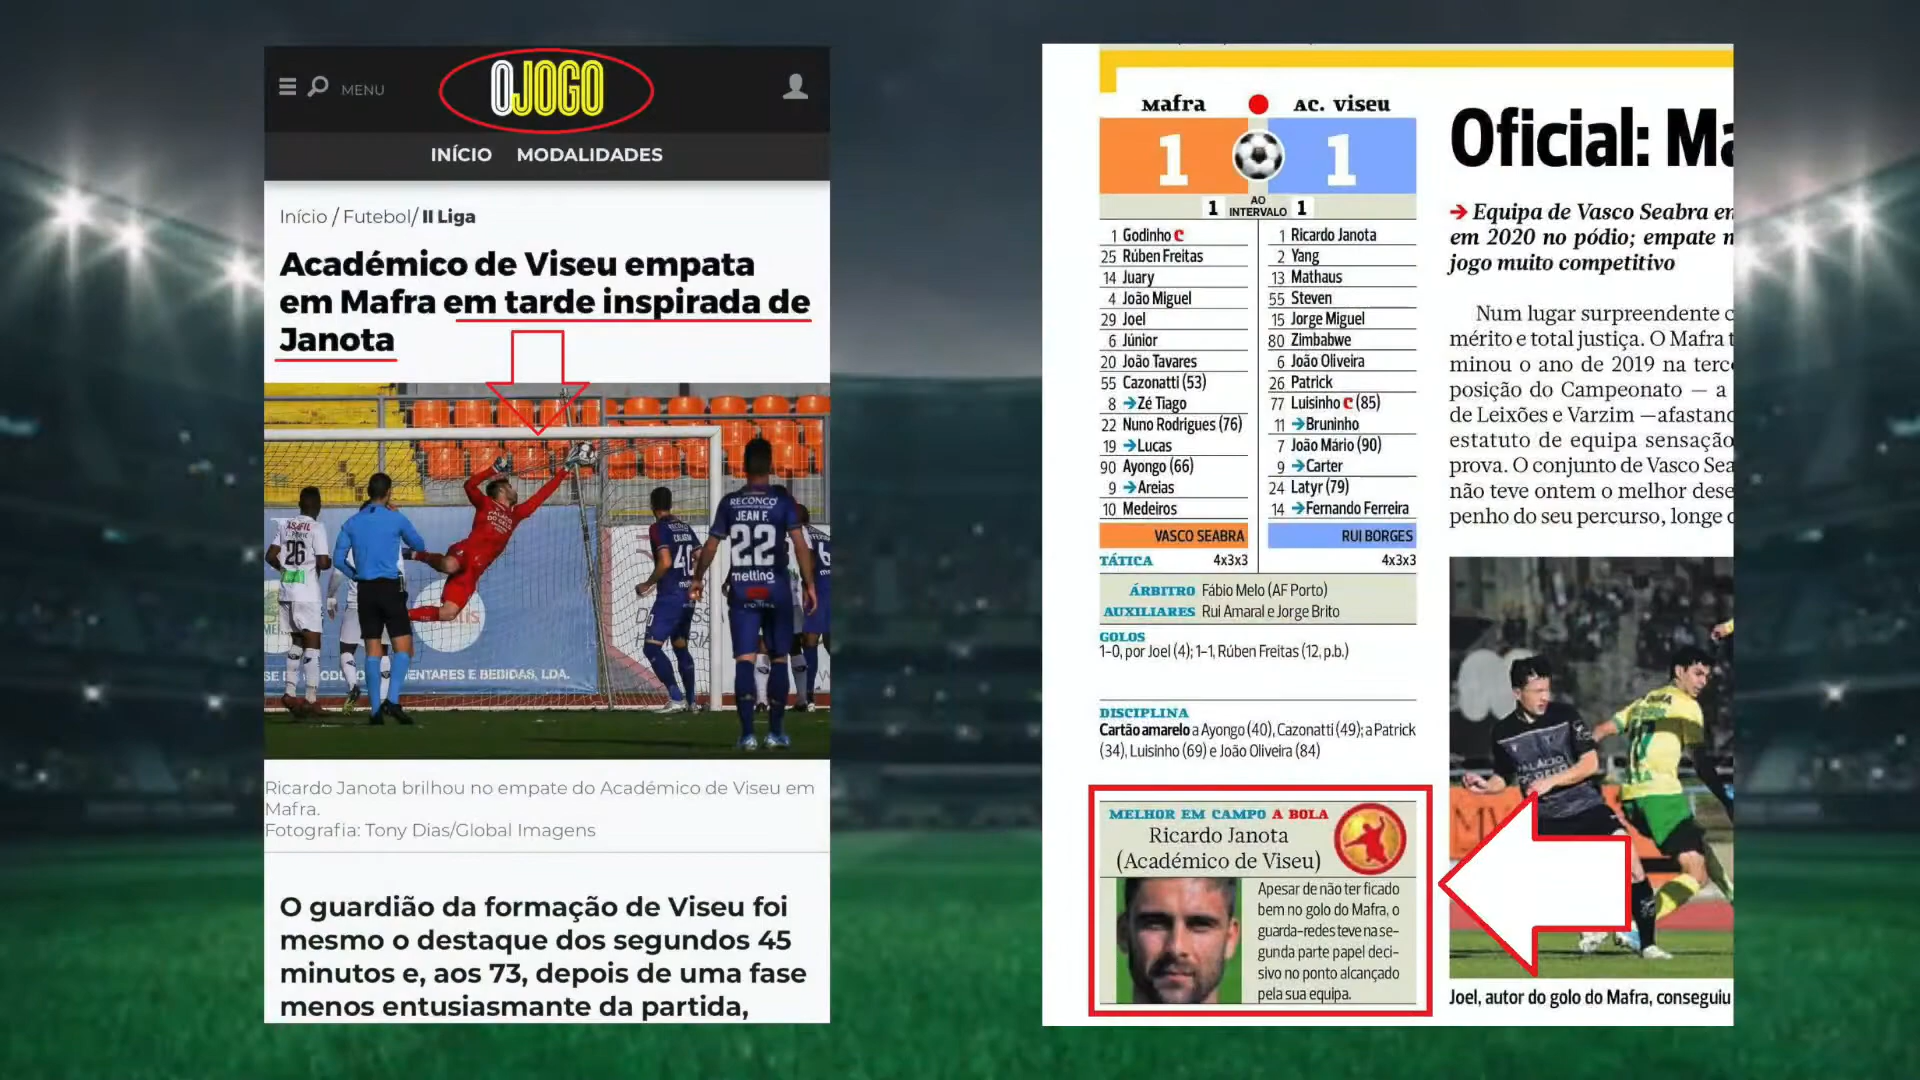 MENU
OJOGO
INÍCIO MODALIDADES
Início / Futebol/ II Liga
Académico de Viseu empata
em Mafra em tarde inspirada de
Janota
26
RECONCO
JEAN F.
22
meltino
ENTARES E BEBIDAS, LDA.
Ricardo Janota brilhou no empate do Académico de Viseu em
Mafra.
Fotografia: Tony Dias/Global Imagens
O guardião da formação de Viseu foi
mesmo o destaque dos segundos 45
minutos e, aos 73, depois de uma fase
menos entusiasmante da partida,
Mafra AC. viseu
1 1
1 AO INTERVALO 1
1 Godinho C
25 Rúben Freitas
14 Juary
4 João Miguel
29 Joel
6 Júnior
20 João Tavares
55 Cazonatti (53)
8 → Zé Tiago
22 Nuno Rodrigues (76)
19 → Lucas
90 Ayongo (66)
9 → Areias
10 Medeiros
VASCO SEABRA
1 Ricardo Janota
2 Yang
13 Mathaus
55 Steven
15 Jorge Miguel
80 Zimbabwe
6 João Oliveira
26 Patrick
77 Luisinho C (85)
11 → Bruninho
7 João Mário (90)
9 → Carter
24 Latyr (79)
14 → Fernando Ferreira
RUI BORGES
TÁTICA 4x3x3 4x3x3
ÁRBITRO Fábio Melo (AF Porto)
AUXILIARES Rui Amaral e Jorge Brito
GOLOS
1-0, por Joel (4); 1-1, Rúben Freitas (12, p.b.)
DISCIPLINA
Cartão amarelo a Ayongo (40), Cazonatti (49); a Patrick
(34), Luisinho (69) e João Oliveira (84)
MELHOR EM CAMPO A BOLA
Ricardo Janota
(Académico de Viseu)
Apesar de não ter ficado
bem no golo do Mafra, o
guarda-redes teve na se-
gunda parte papel deci-
sivo no ponto alcançado
pela sua equipa.
Oficial: Ma
→ Equipa de Vasco Seabra en
em 2020 no pódio; empate n
jogo muito competitivo
Num lugar surpreendente c
mérito e total justiça. O Mafra t
minou o ano de 2019 na terce
posição do Campeonato — a
de Leixões e Varzim —afastand
estatuto de equipa sensação
prova. O conjunto de Vasco Sea
não teve ontem o melhor dese
penho do seu percurso, longe d
PALÁCIO
DO GELO
17
Joel, autor do golo do Mafra, conseguiu